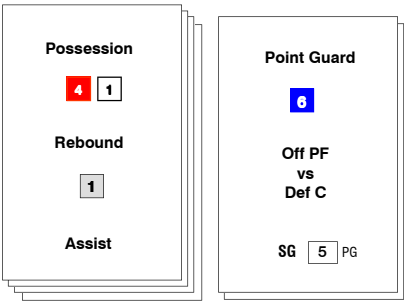 Possession
4 1
Rebound
1
Assist
Point Guard
6
Off PF
vs
Def C
SG 5 PG